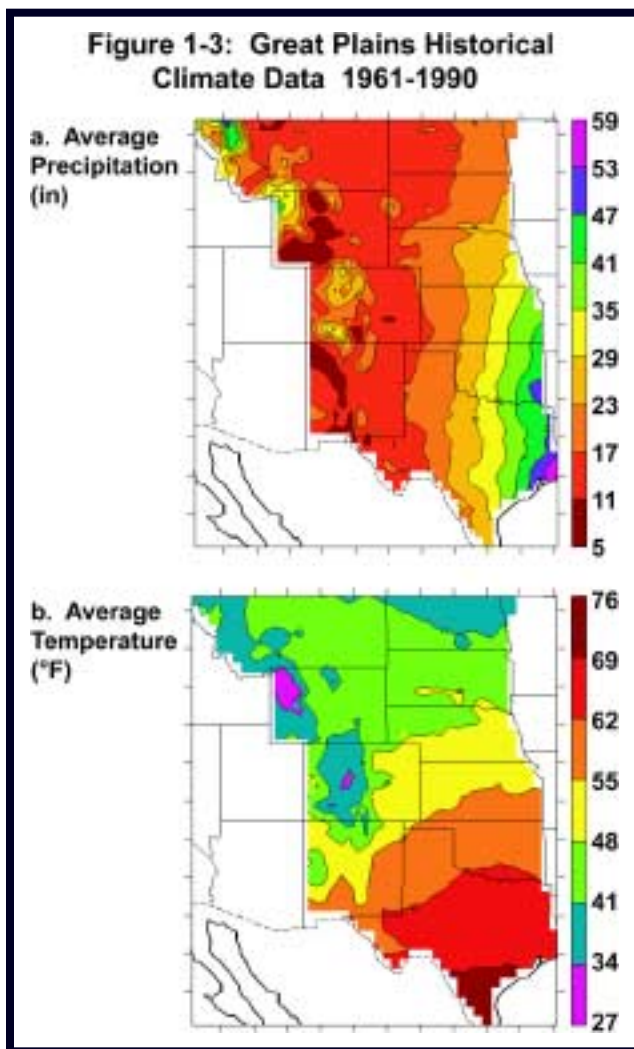 Figure 1-3: Great Plains Historical
Climate Data 1961-1990
a. Average
Precipitation
(in)
59
53
47
41
35
29
23
17
11
5
b. Average
Temperature
(°F)
76
69
62
55
48
41
34
27